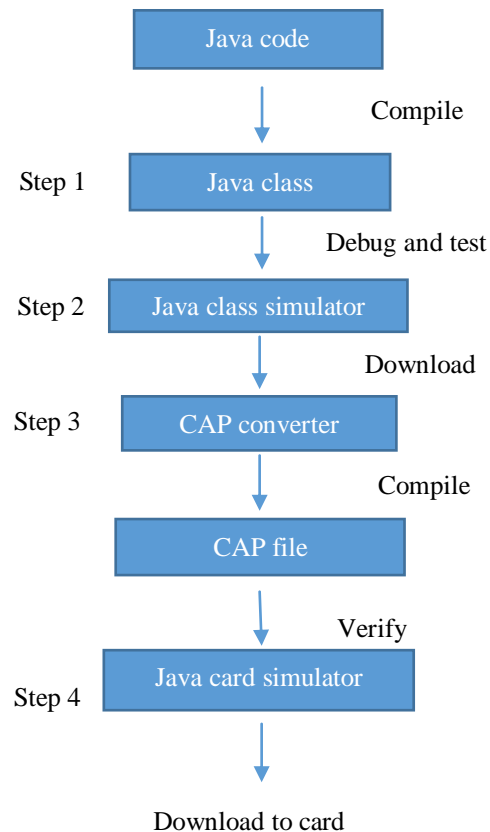 Java code
Compile
Step 1
Java class
Debug and test
Step 2
Java class simulator
Download
Step 3
CAP converter
Compile
CAP file
Verify
Step 4
Java card simulator
Download to card